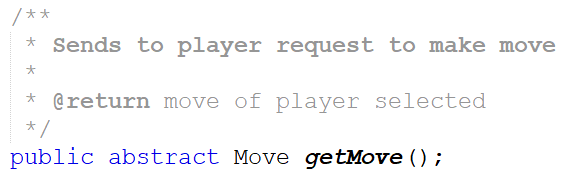 /**
* Sends to player request to make move
*
* @return move of player selected
*/
public abstract Move getMove();